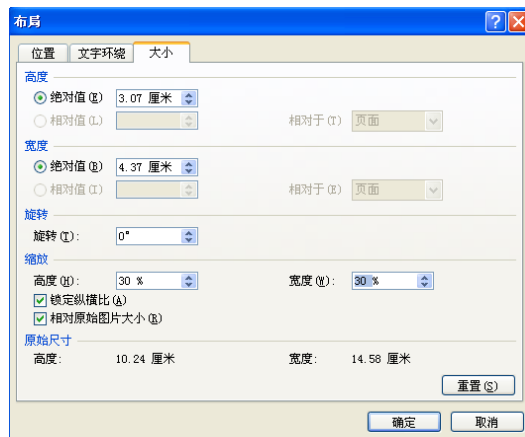 布局
位置 文字环绕 大小
高度
绝对值(E) 3.07 厘米
相对值(L) 相对于(T) 页面
宽度
绝对值(B) 4.37 厘米
相对值(I) 相对于(E) 页面
旋转
旋转(T): 0°
缩放
高度(H): 30 % 宽度(W): 30 %
锁定纵横比(A)
相对原始图片大小(R)
原始尺寸
高度: 10.24 厘米 宽度: 14.58 厘米
重置(S)
确定 取消